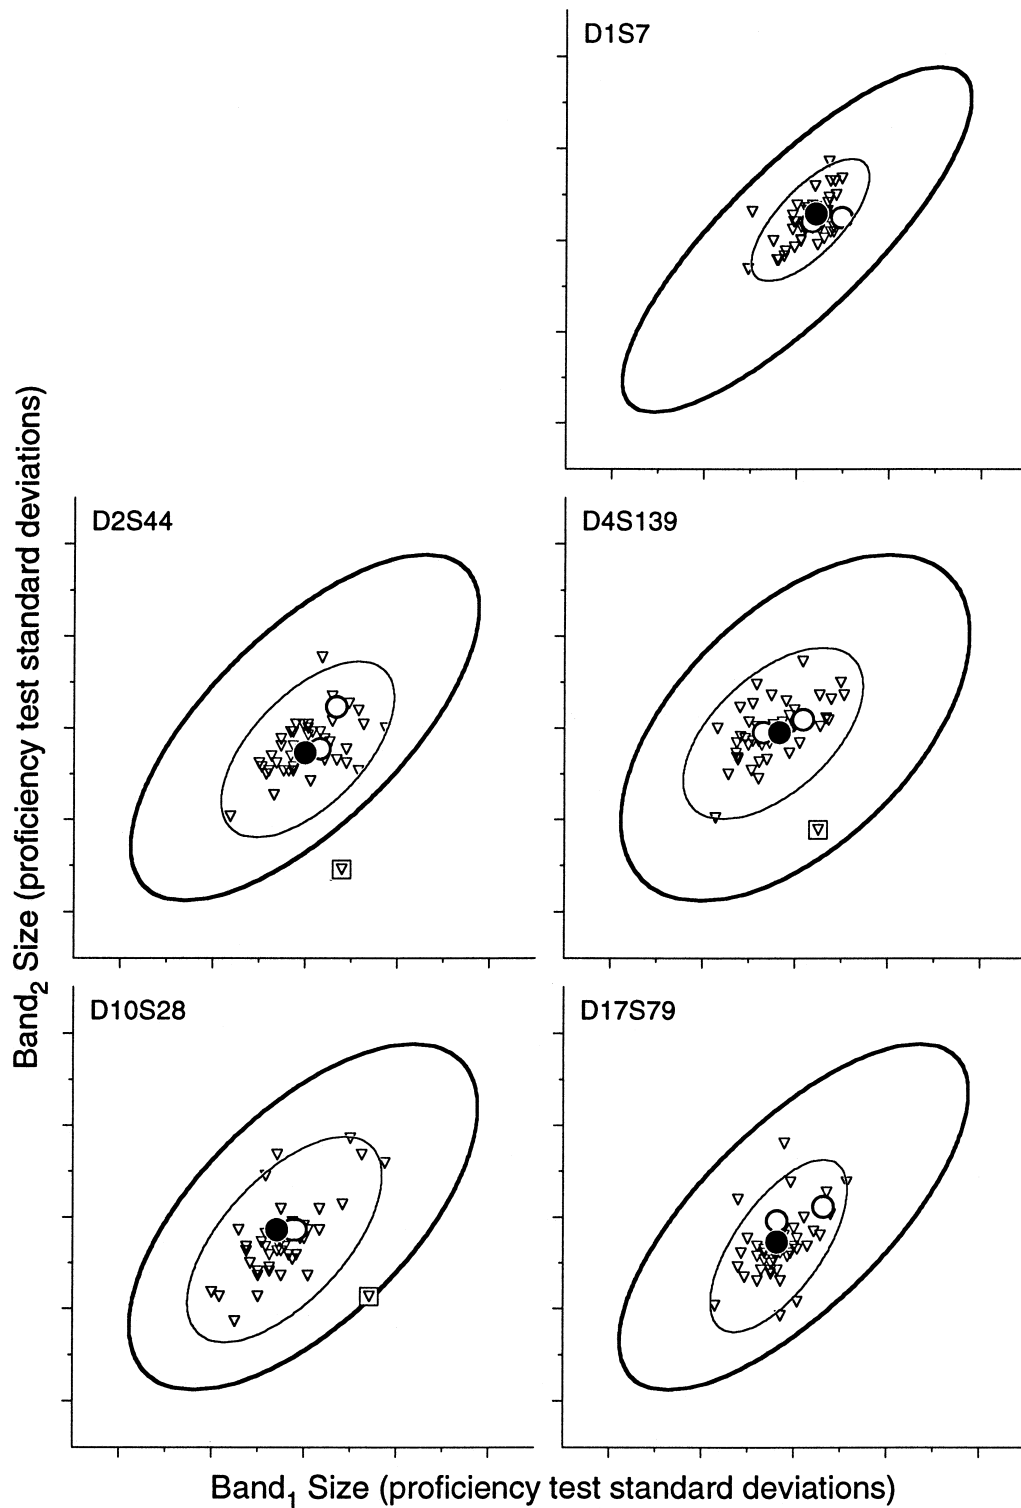 D1S7
D2S44
D4S139
D10S28
D17S79
Band2 Size (proficiency test standard deviations)
Band1 Size (proficiency test standard deviations)